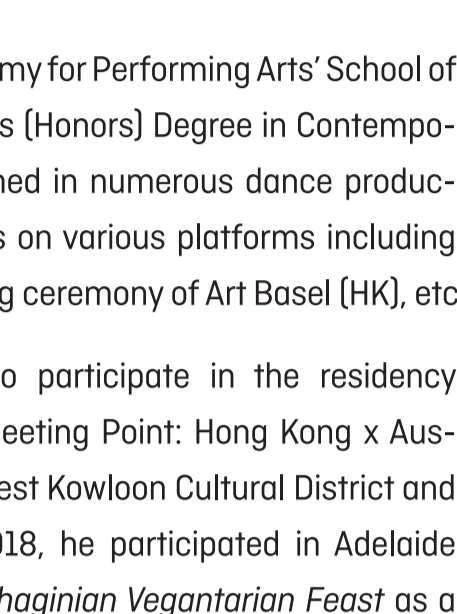 my for Performing Arts' School of
s (Honors) Degree in Contempo-
ned in numerous dance produc-
s on various platforms including
g ceremony of Art Basel (HK), etc
o participate in the residency
eeting Point: Hong Kong x Aus-
est Kowloon Cultural District and
018, he participated in Adelaide
haginian Vegantarian Feast as a